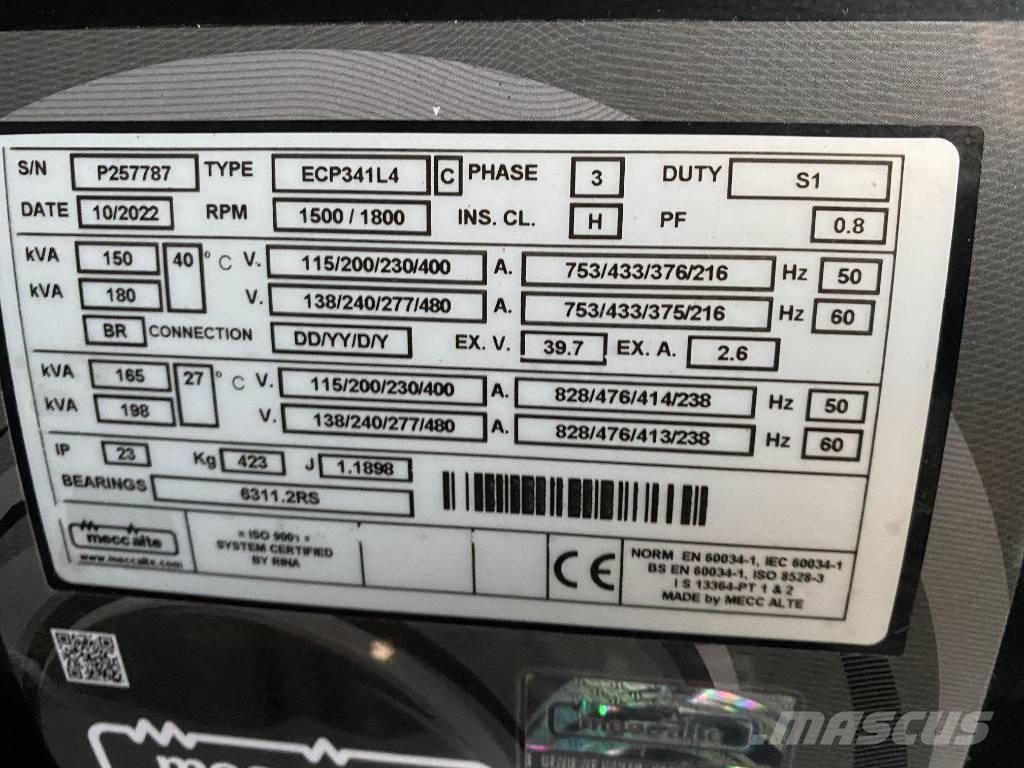 S/N P257787 TYPE ECP341L4 C PHASE 3 DUTY S1
DATE 10/2022 RPM 1500 / 1800 INS. CL. H PF 0.8
kVA 150 40 °C V. 115/200/230/400 A. 753/433/376/216 Hz 50
kVA 180 V. 138/240/277/480 A. 753/433/375/216 Hz 60
BR CONNECTION DD/YY/D/Y EX. V. 39.7 EX. A. 2.6
kVA 165 27 °C V. 115/200/230/400 A. 828/476/414/238 Hz 50
kVA 198 V. 138/240/277/480 A. 828/476/413/238 Hz 60
IP 23 Kg 423 J 1.1898
BEARINGS 6311.2RS
mecc alte
www.meccalte.com
= ISO 9001 =
SYSTEM CERTIFIED
BY RINA
CE
NORM EN 60034-1, IEC 60034-1
BS EN 60034-1, ISO 8528-3
I S 13364-PT 1 & 2
MADE by MECC ALTE
mecc alte
MASCUS